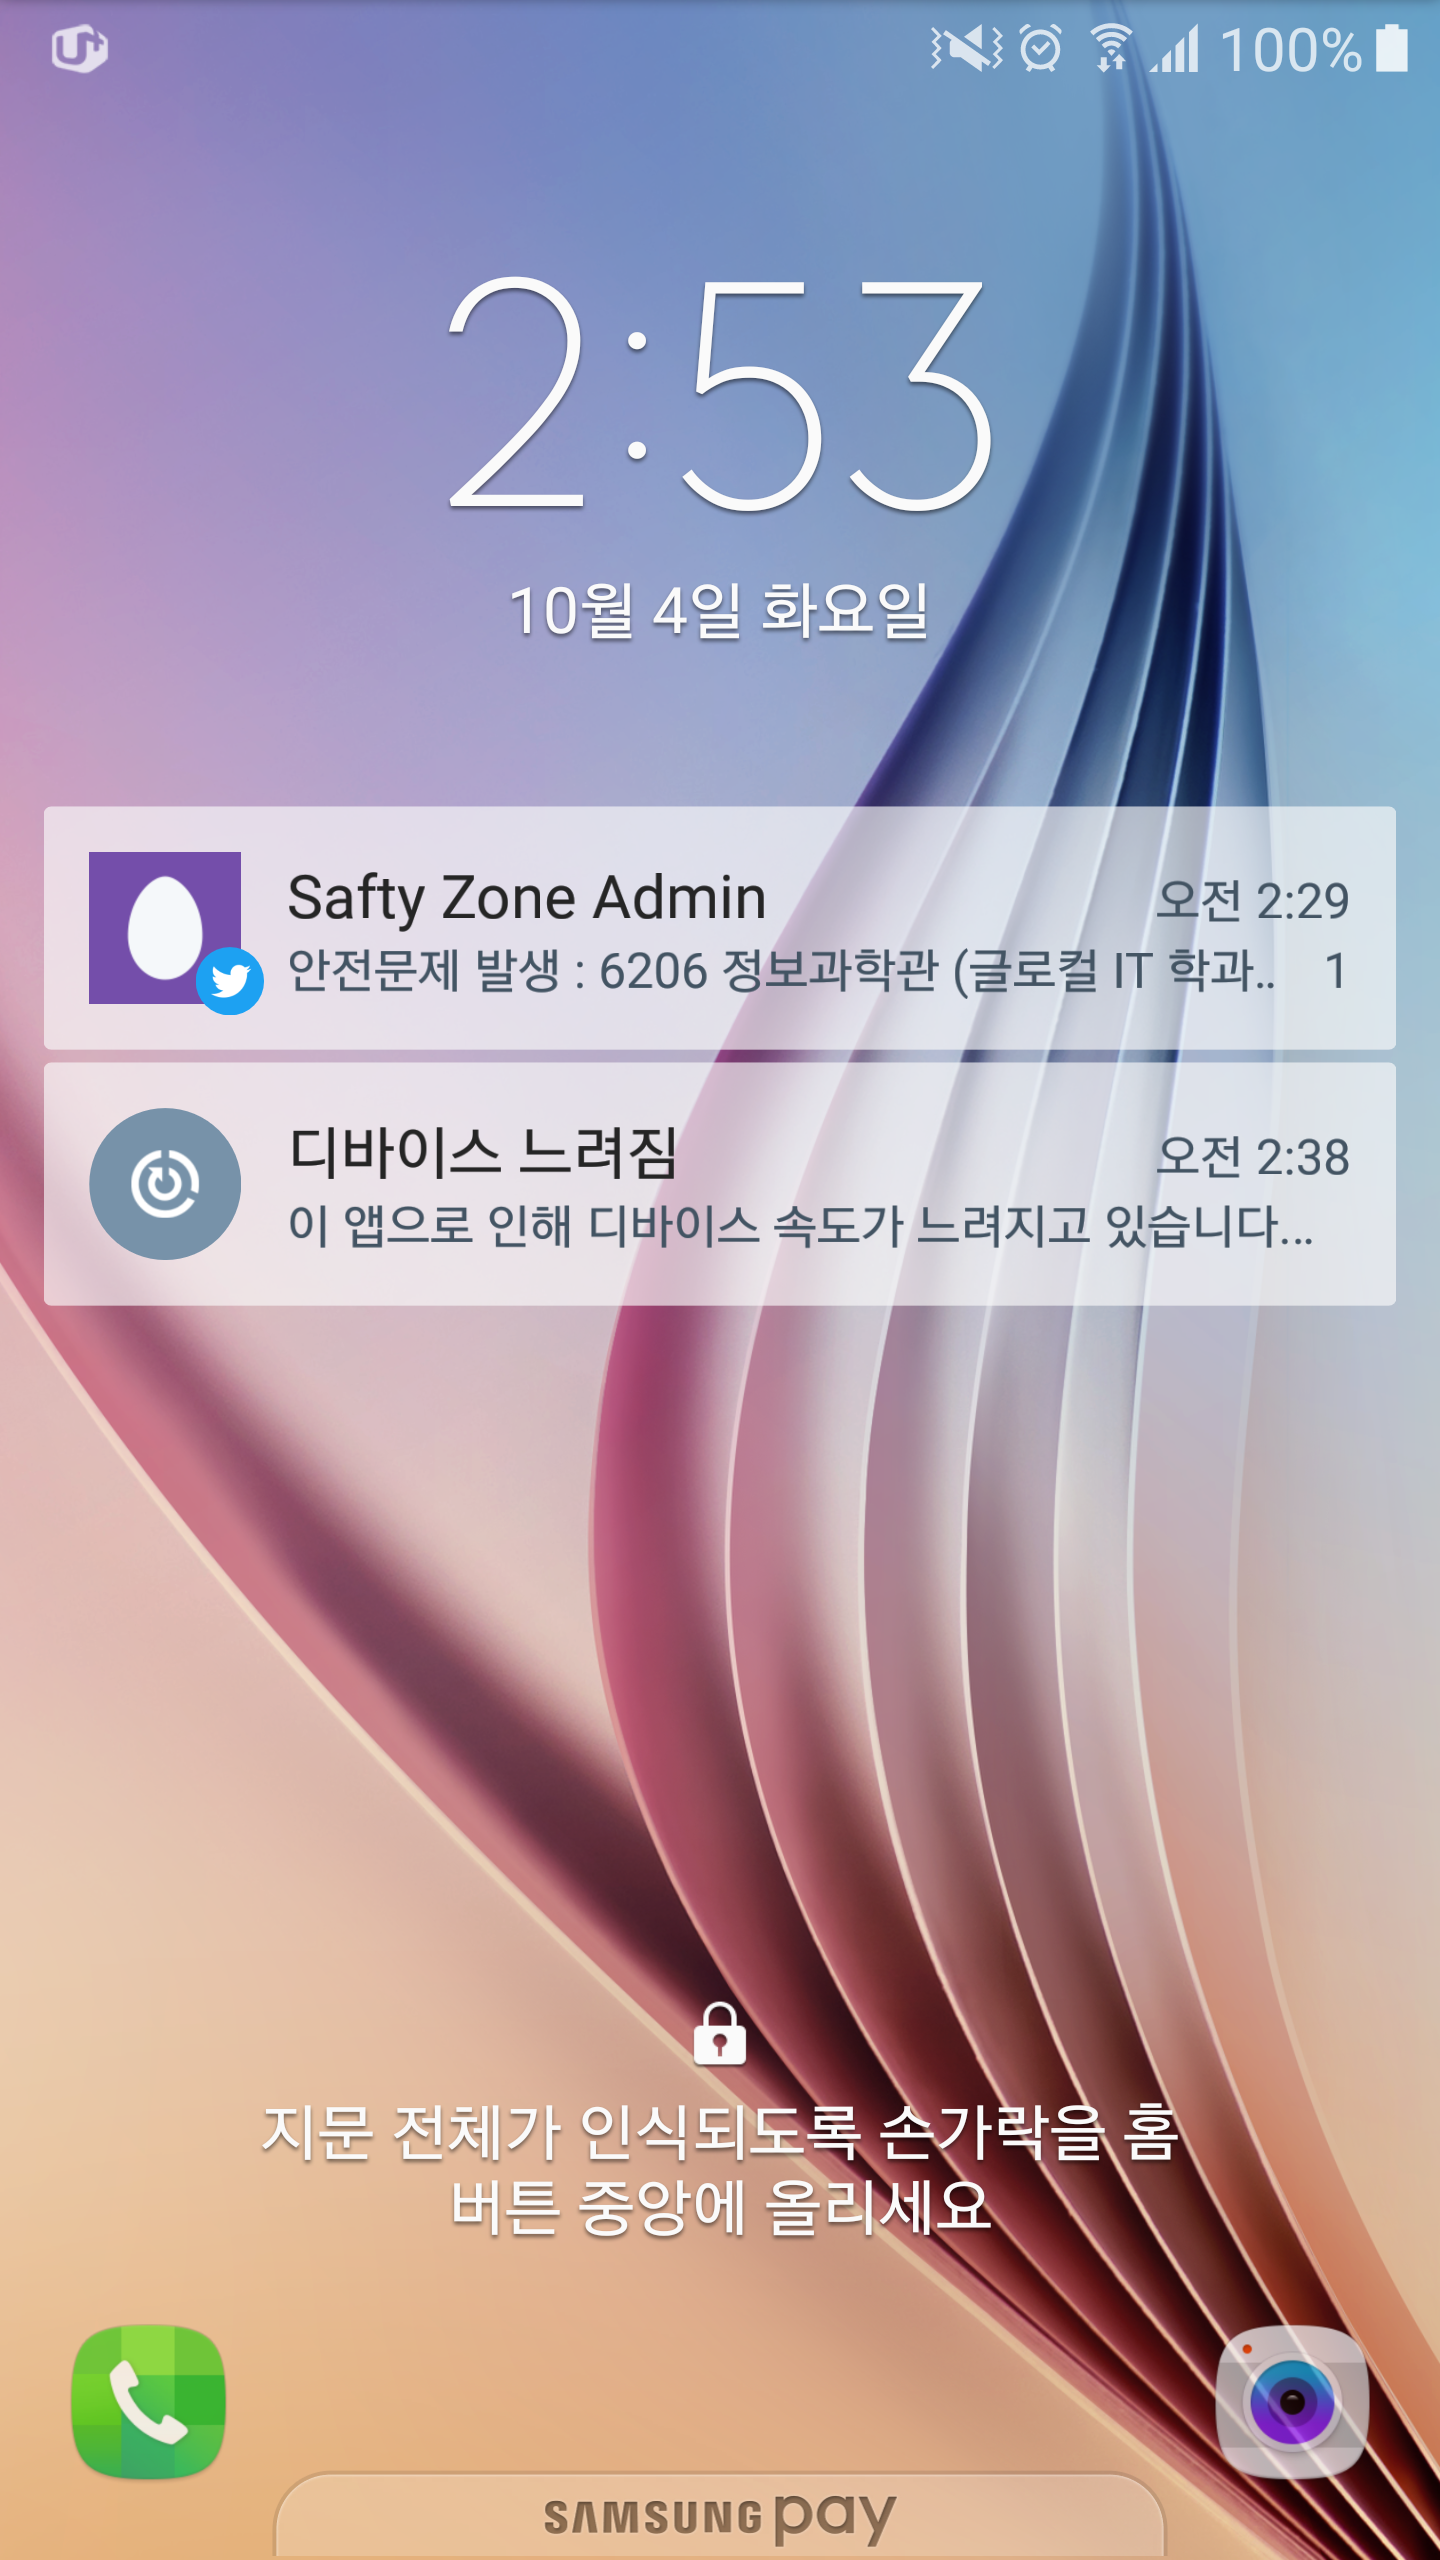 U+
100%
2:53
10월 4일 화요일
Safty Zone Admin
오전 2:29
안전문제 발생 : 6206 정보과학관 (글로컬 IT 학과..
1
디바이스 느려짐
오전 2:38
이 앱으로 인해 디바이스 속도가 느려지고 있습니다...
지문 전체가 인식되도록 손가락을 홈
버튼 중앙에 올리세요
SAMSUNG pay